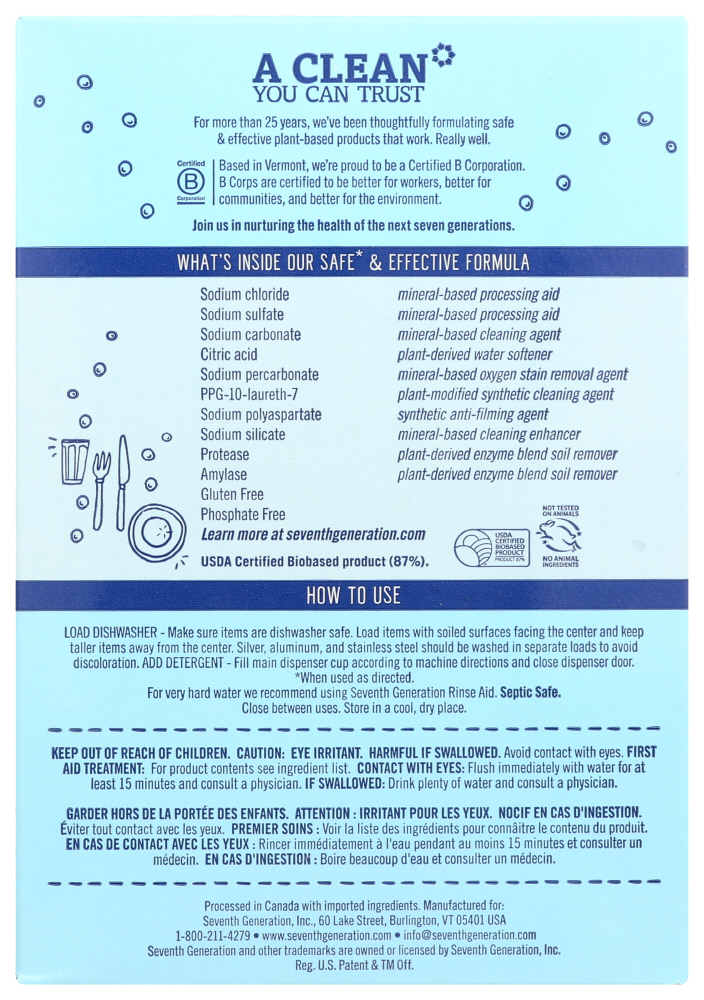 A CLEAN
YOU CAN TRUST
For more than 25 years, we've been thoughtfully formulating safe
& effective plant-based products that work. Really well.
Certified
B
Corporation
Based in Vermont, we're proud to be a Certified B Corporation.
B Corps are certified to be better for workers, better for
communities, and better for the environment.
Join us in nurturing the health of the next seven generations.
WHAT'S INSIDE OUR SAFE* & EFFECTIVE FORMULA
Sodium chloride mineral-based processing aid
Sodium sulfate mineral-based processing aid
Sodium carbonate mineral-based cleaning agent
Citric acid plant-derived water softener
Sodium percarbonate mineral-based oxygen stain removal agent
PPG-10-laureth-7 plant-modified synthetic cleaning agent
Sodium polyaspartate synthetic anti-filming agent
Sodium silicate mineral-based cleaning enhancer
Protease plant-derived enzyme blend soil remover
Amylase plant-derived enzyme blend soil remover
Gluten Free
Phosphate Free
Learn more at seventhgeneration.com
USDA Certified Biobased product (87%).
USDA
CERTIFIED
BIOBASED
PRODUCT
PRODUCT 87%
NOT TESTED
ON ANIMALS
NO ANIMAL
INGREDIENTS
HOW TO USE
LOAD DISHWASHER - Make sure items are dishwasher safe. Load items with soiled surfaces facing the center and keep
taller items away from the center. Silver, aluminum, and stainless steel should be washed in separate loads to avoid
discoloration. ADD DETERGENT - Fill main dispenser cup according to machine directions and close dispenser door.
*When used as directed.
For very hard water we recommend using Seventh Generation Rinse Aid. Septic Safe.
Close between uses. Store in a cool, dry place.
KEEP OUT OF REACH OF CHILDREN. CAUTION: EYE IRRITANT. HARMFUL IF SWALLOWED. Avoid contact with eyes. FIRST
AID TREATMENT: For product contents see ingredient list. CONTACT WITH EYES: Flush immediately with water for at
least 15 minutes and consult a physician. IF SWALLOWED: Drink plenty of water and consult a physician.
GARDER HORS DE LA PORTÉE DES ENFANTS. ATTENTION : IRRITANT POUR LES YEUX. NOCIF EN CAS D'INGESTION.
Éviter tout contact avec les yeux. PREMIER SOINS : Voir la liste des ingrédients pour connâitre le contenu du produit.
EN CAS DE CONTACT AVEC LES YEUX : Rincer immédiatement à l'eau pendant au moins 15 minutes et consulter un
médecin. EN CAS D'INGESTION : Boire beaucoup d'eau et consulter un médecin.
Processed in Canada with imported ingredients. Manufactured for:
Seventh Generation, Inc., 60 Lake Street, Burlington, VT 05401 USA
1-800-211-4279 • www.seventhgeneration.com • info@seventhgeneration.com
Seventh Generation and other trademarks are owned or licensed by Seventh Generation, Inc.
Reg. U.S. Patent & TM Off.